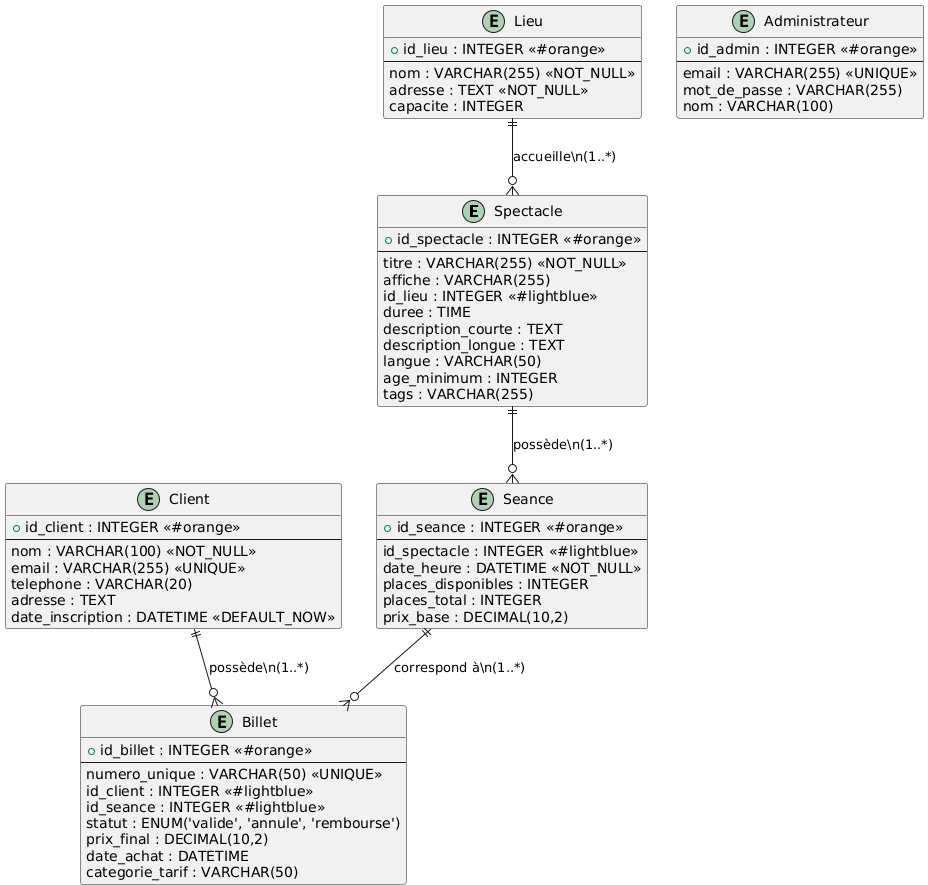 E Lieu
id_lieu : INTEGER «#orange»
nom : VARCHAR(255) «NOT_NULL»
adresse : TEXT «NOT_NULL»
capacite : INTEGER
E Administrateur
id_admin : INTEGER «#orange»
email : VARCHAR(255) «UNIQUE»
mot_de_passe : VARCHAR(255)
nom : VARCHAR(100)
accueille\n(1..*)
E Spectacle
id_spectacle : INTEGER «#orange»
titre : VARCHAR(255) «NOT_NULL»
affiche : VARCHAR(255)
id_lieu : INTEGER «#lightblue»
duree : TIME
description_courte : TEXT
description_longue : TEXT
langue : VARCHAR(50)
age_minimum : INTEGER
tags : VARCHAR(255)
possède\n(1..*)
E Client
id_client : INTEGER «#orange»
nom : VARCHAR(100) «NOT_NULL»
email : VARCHAR(255) «UNIQUE»
telephone : VARCHAR(20)
adresse : TEXT
date_inscription : DATETIME «DEFAULT_NOW»
E Seance
id_seance : INTEGER «#orange»
id_spectacle : INTEGER «#lightblue»
date_heure : DATETIME «NOT_NULL»
places_disponibles : INTEGER
places_total : INTEGER
prix_base : DECIMAL(10,2)
possède\n(1..*)
correspond à\n(1..*)
E Billet
id_billet : INTEGER «#orange»
numero_unique : VARCHAR(50) «UNIQUE»
id_client : INTEGER «#lightblue»
id_seance : INTEGER «#lightblue»
statut : ENUM('valide', 'annule', 'rembourse')
prix_final : DECIMAL(10,2)
date_achat : DATETIME
categorie_tarif : VARCHAR(50)